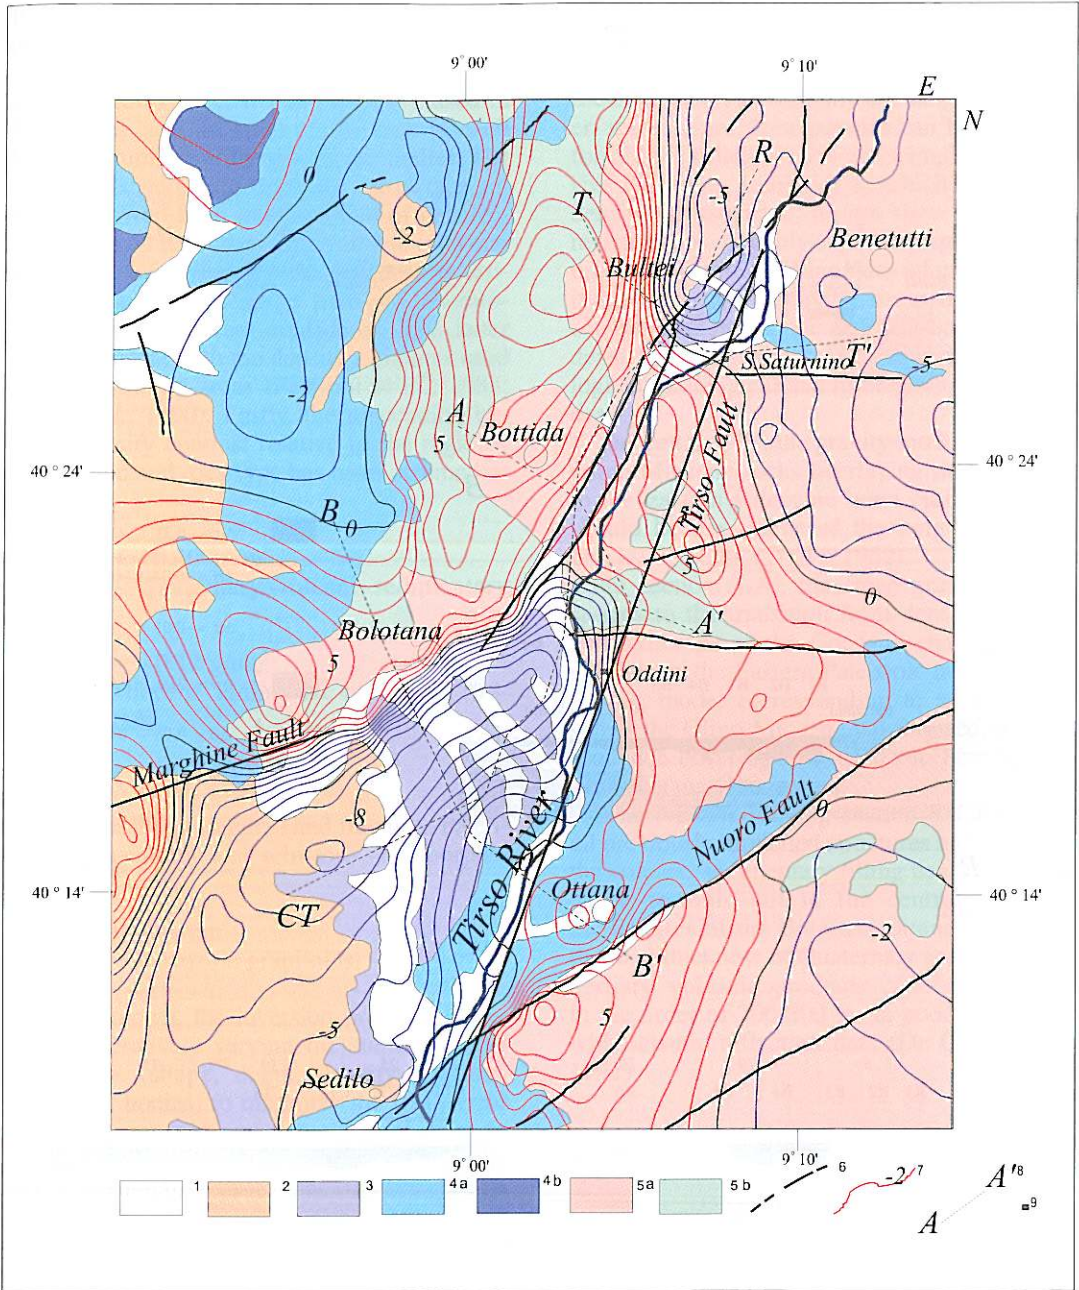 9° 00'
9° 10'
E
N
R
0
-5
T
-2
Benetutti
Bultei
S.Saturnino
T'
-5
-2
A
5
Bottida
Tirso Fault
40° 24'
40° 24'
B
0
5
0
A'
Bolotana
5
Oddini
Marghine Fault
-8
Nuoro Fault
0
Tirso River
40° 14'
40° 14'
CT
Ottana
-2
B'
-5
5
Sedilo
9° 00'
9° 10'
1
2
3
4a
4b
5a
5b
6
-2
7
A'
8
A
9